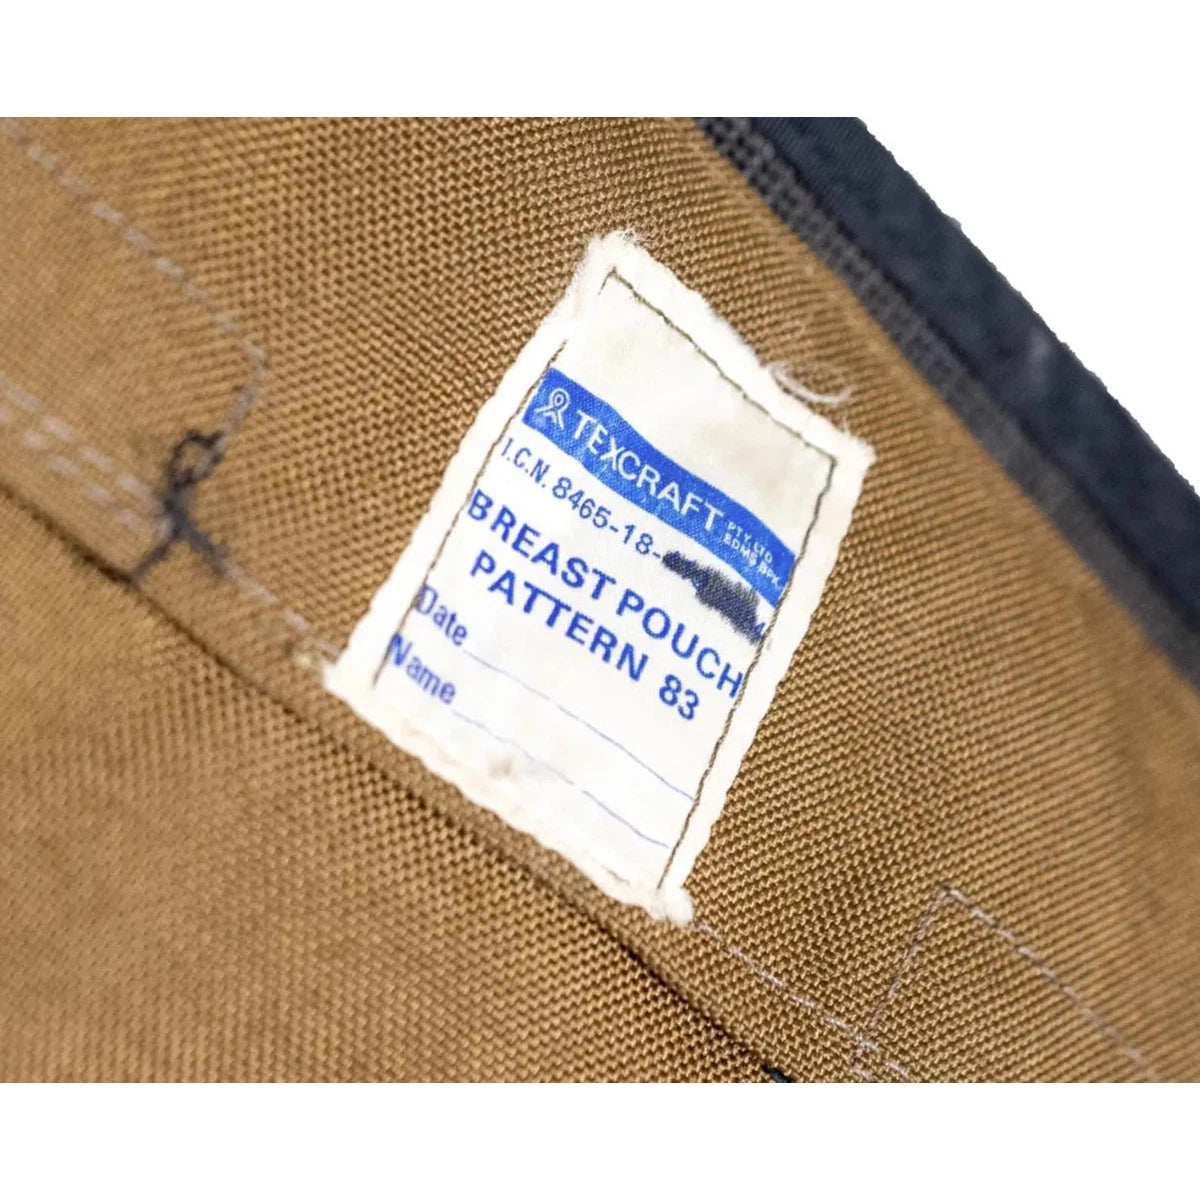 TEXCRAFT PTY. LTD.
EDMS. BPK.
I.C.N. 8465-18-
BREAST POUCH
PATTERN 83
Date
Name